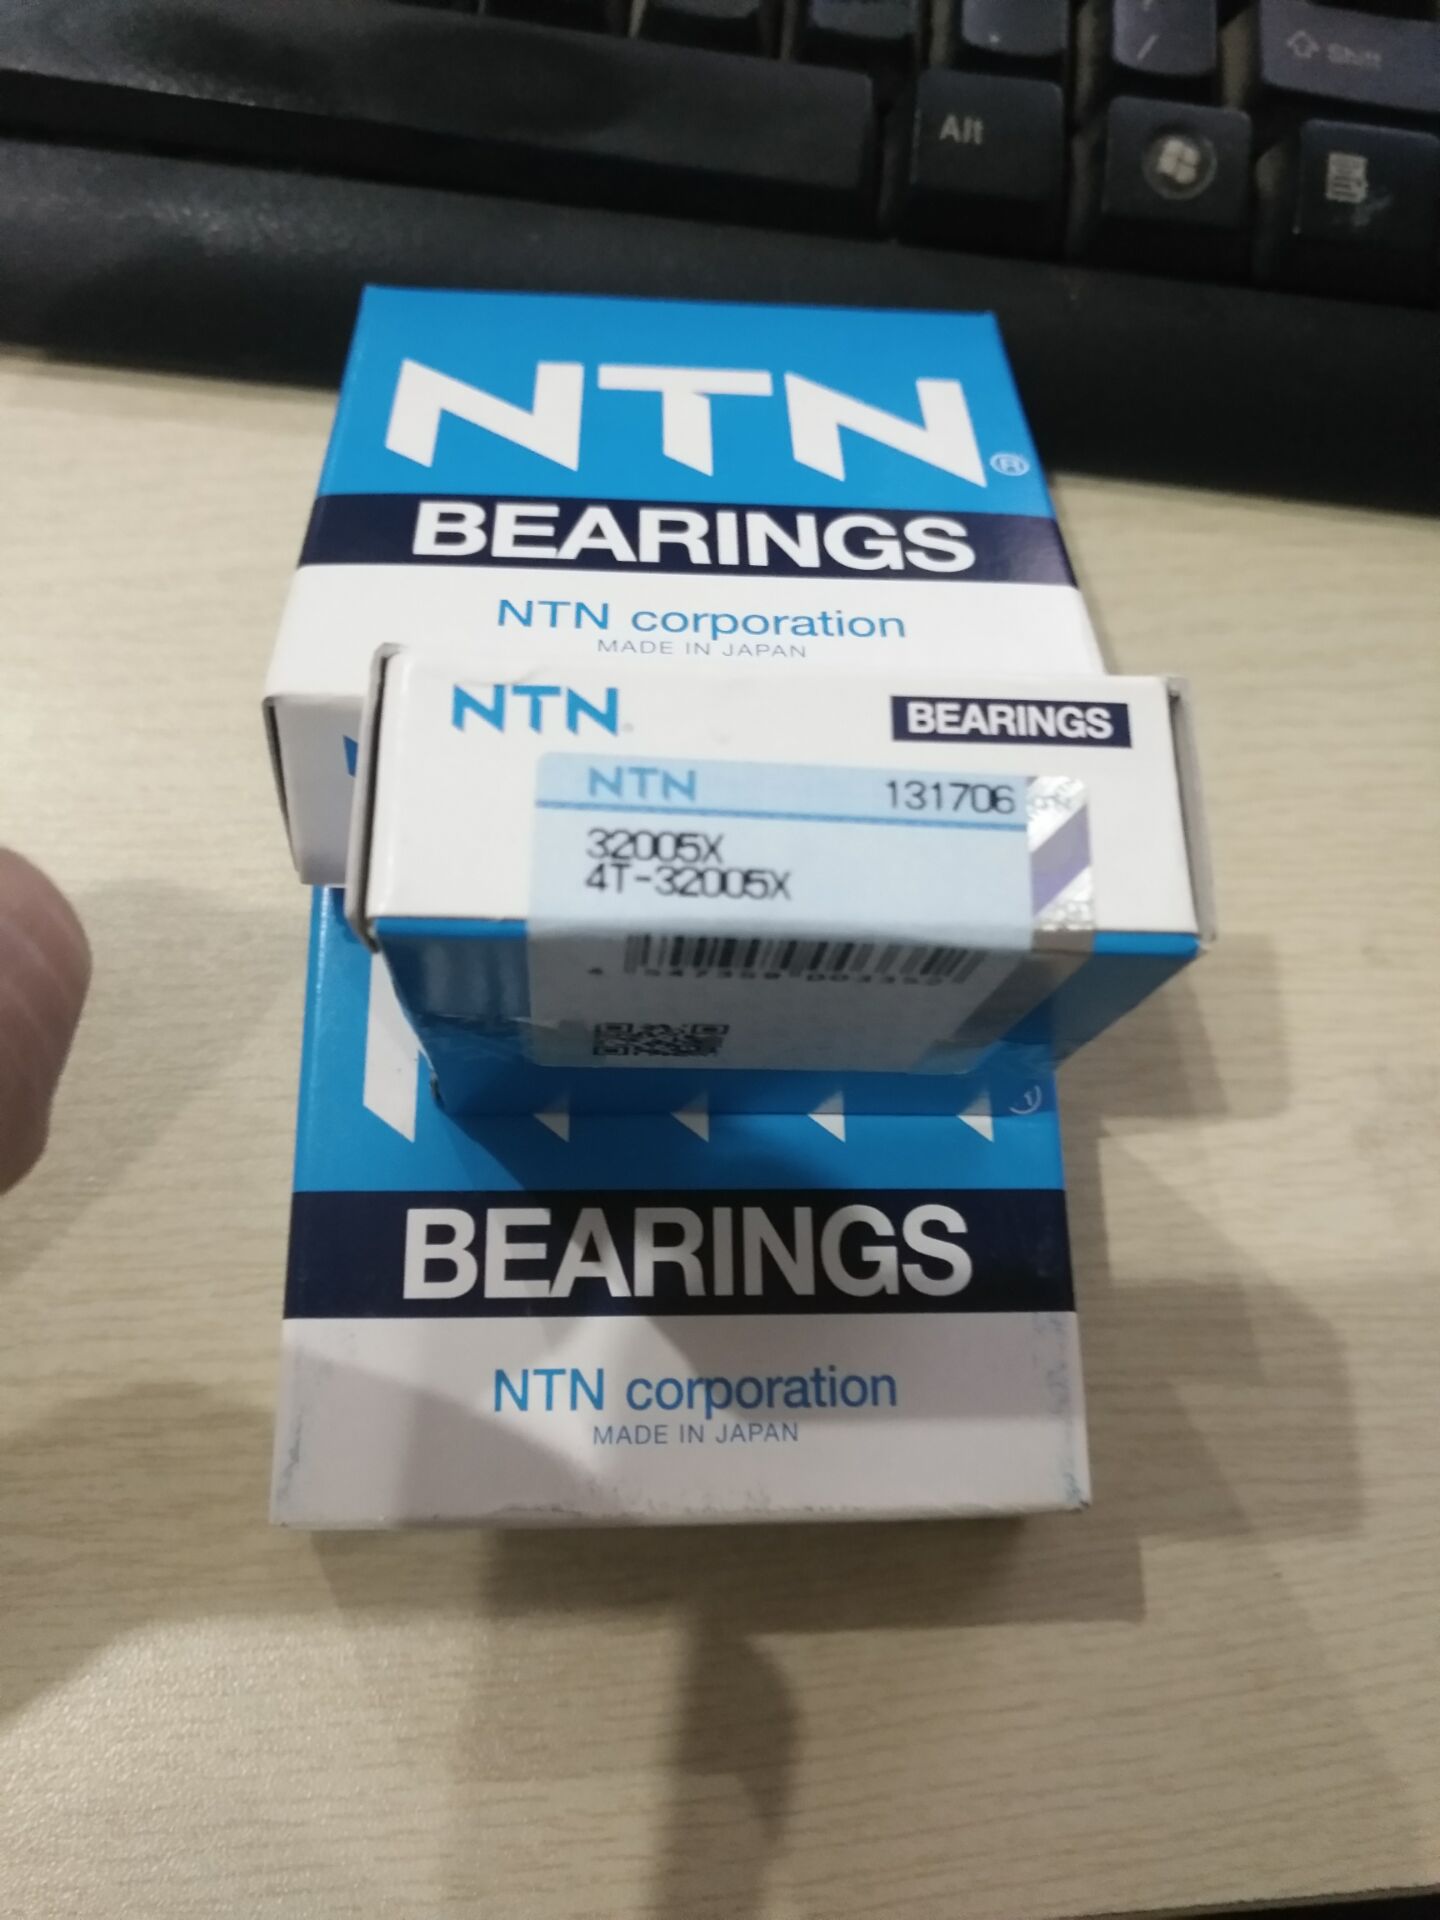 Shift
Alt
NTN®
BEARINGS
NTN corporation
MADE IN JAPAN
NTN
BEARINGS
NTN
131706
32005X
4T-32005X
BEARINGS
NTN corporation
MADE IN JAPAN